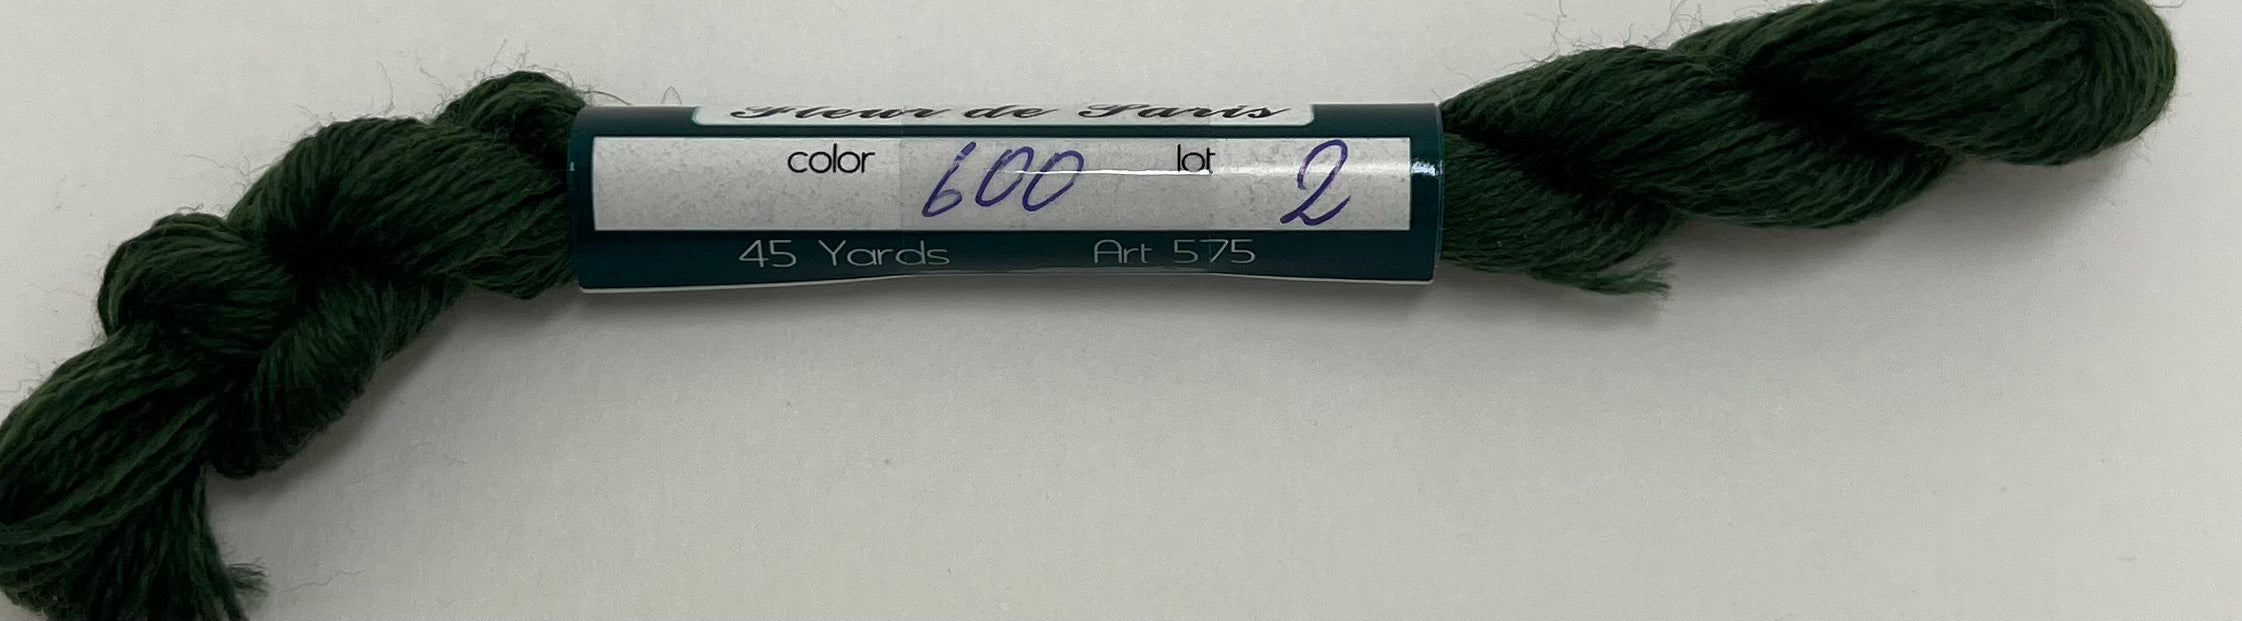 Fleur de Paris
color 600 lot 2
45 Yards Art 575